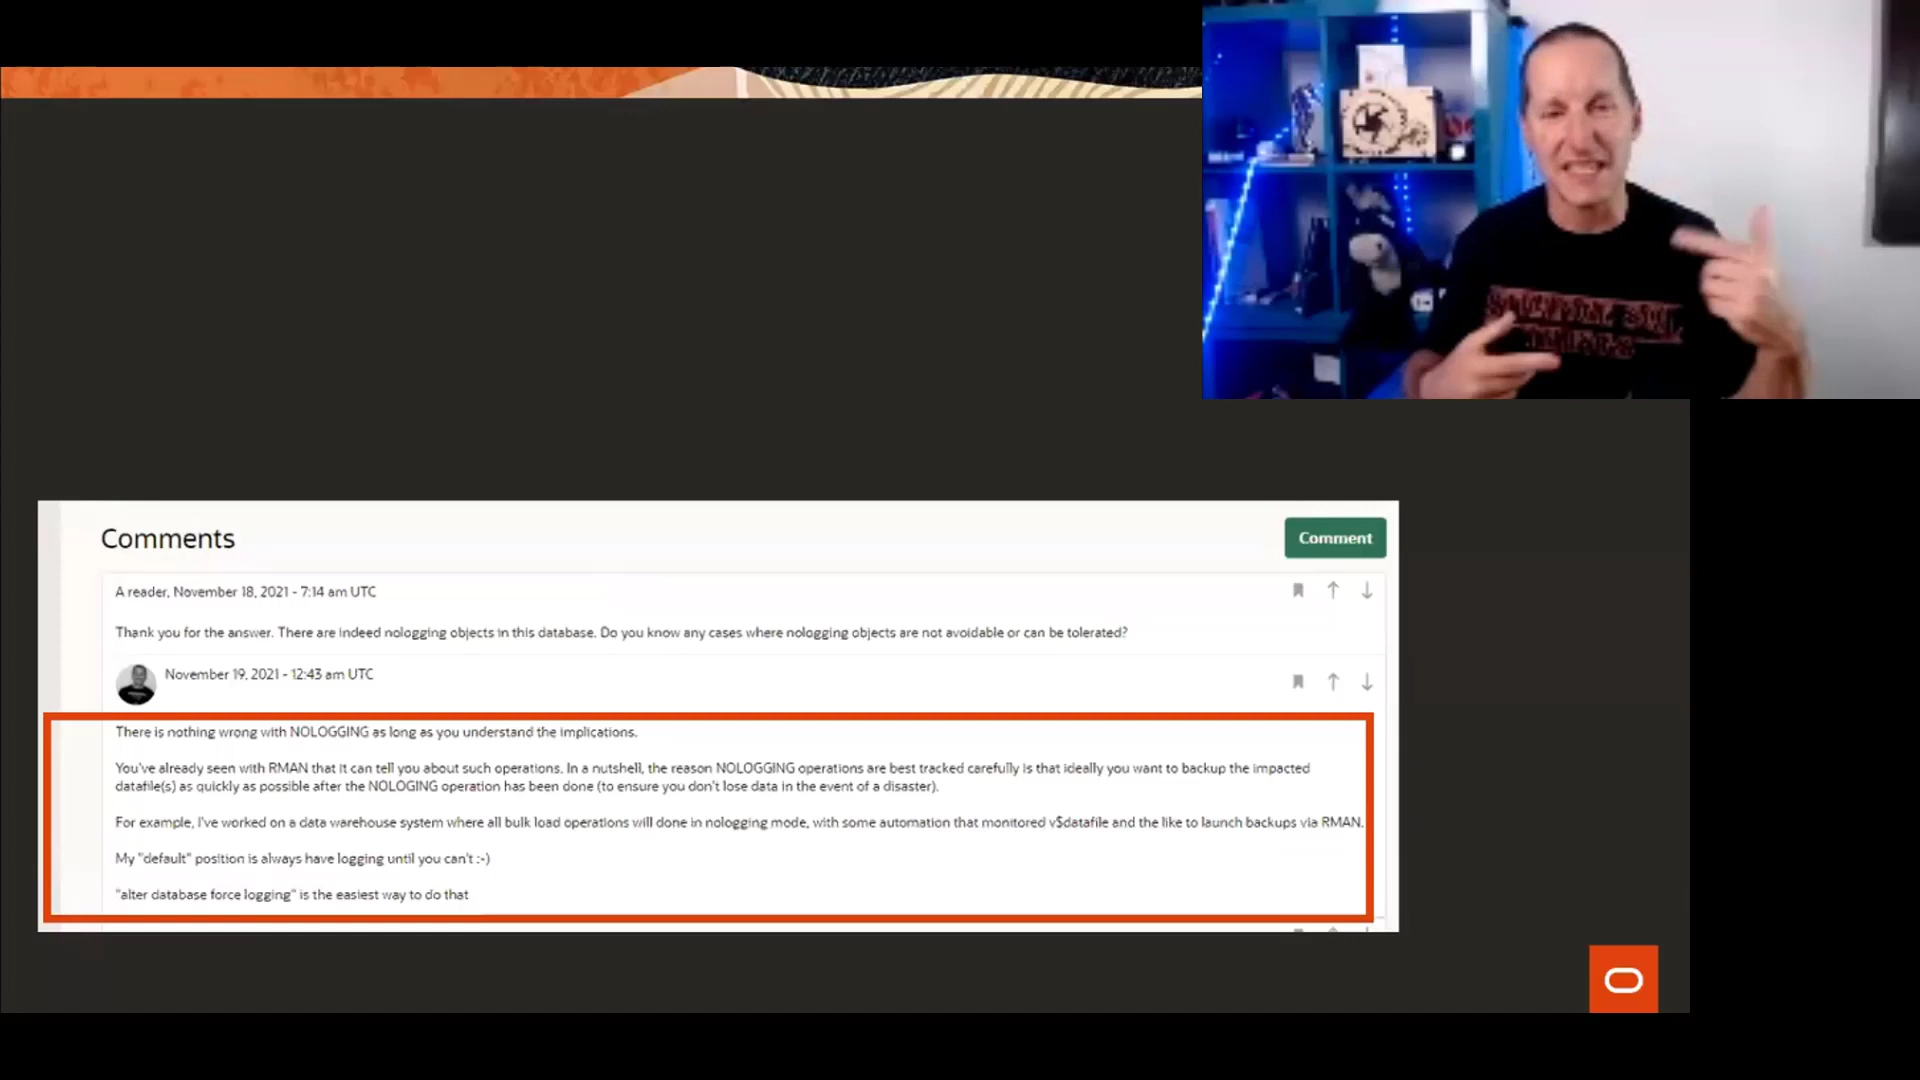 Comments
Comment
A reader, November 18, 2021 - 7:14 am UTC
Thank you for the answer. There are indeed nologging objects in this database. Do you know any cases where nologging objects are not avoidable or can be tolerated?
November 19, 2021 - 12:43 am UTC
There is nothing wrong with NOLOGGING as long as you understand the implications.
You've already seen with RMAN that it can tell you about such operations. In a nutshell, the reason NOLOGGING operations are best tracked carefully is that ideally you want to backup the impacted
datafile(s) as quickly as possible after the NOLOGING operation has been done (to ensure you don't lose data in the event of a disaster).
For example, I've worked on a data warehouse system where all bulk load operations will done in nologging mode, with some automation that monitored v$datafile and the like to launch backups via RMAN.
My "default" position is always have logging until you can't :-)
"alter database force logging" is the easiest way to do that